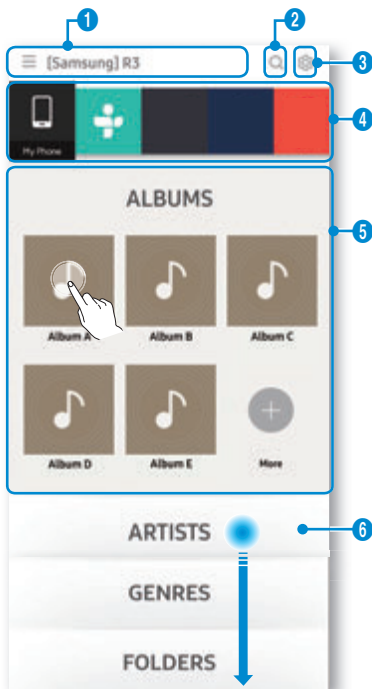 1
2
[Samsung] R3
3
My Phone
4
ALBUMS
5
Album A Album B Album C
Album D Album E More
ARTISTS
6
GENRES
FOLDERS